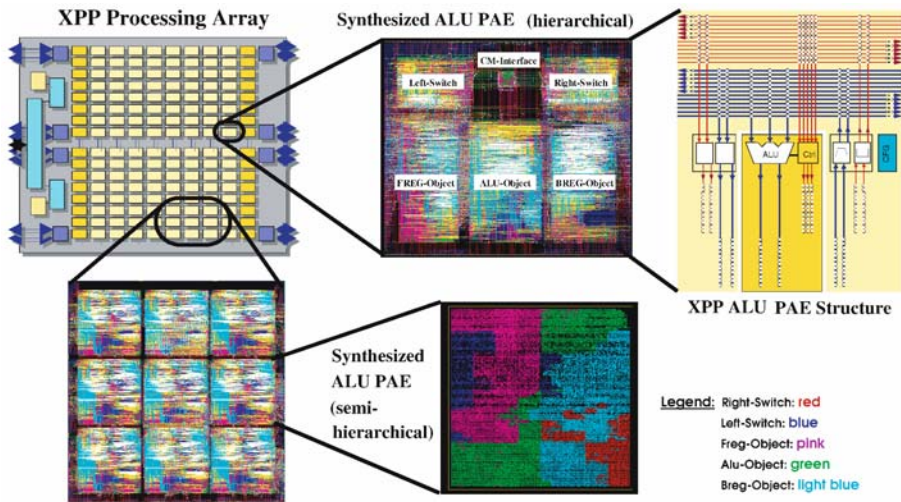 XPP Processing Array
Synthesized ALU PAE (hierarchical)
CM-Interface
Left-Switch
Right-Switch
FREG-Object
ALU-Object
BREG-Object
ALU
Ctrl
CFG
XPP ALU PAE Structure
Synthesized
ALU PAE
(semi-
hierarchical)
Legend: Right-Switch: red
Left-Switch: blue
Freg-Object: pink
Alu-Object: green
Breg-Object: light blue